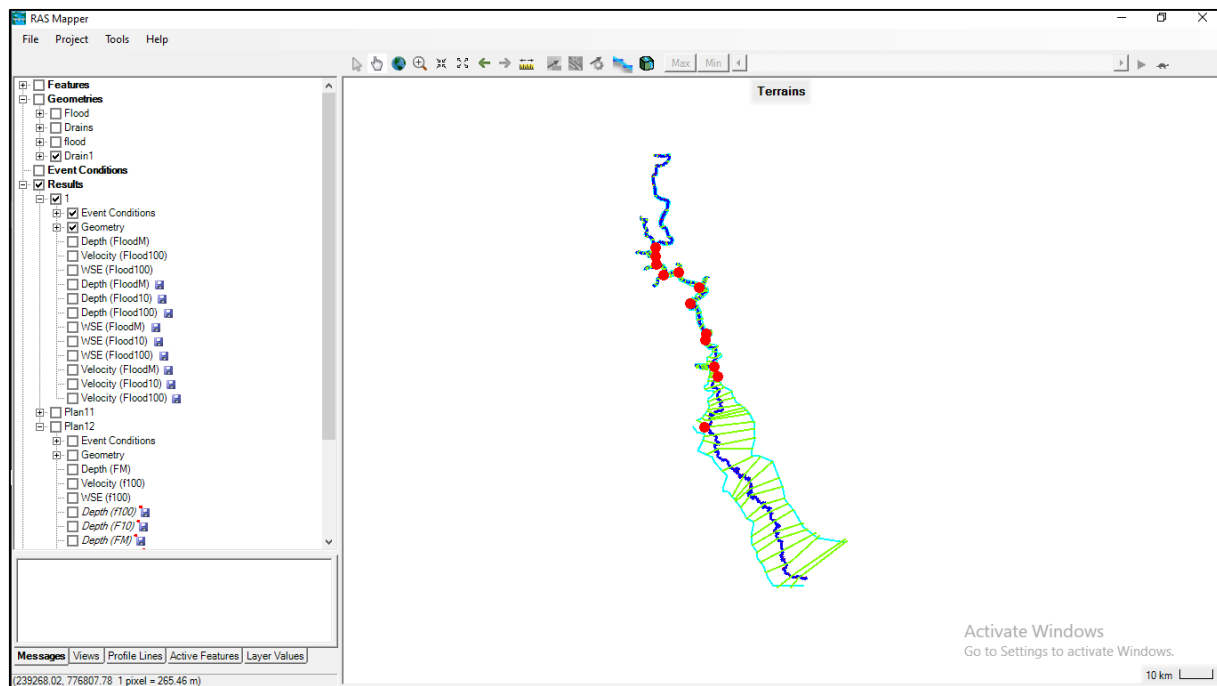 RAS Mapper
File Project Tools Help
Max Min
Features
Geometries
Flood
Drains
flood
Drain1
Event Conditions
Results
1
Event Conditions
Geometry
Depth (FloodM)
Velocity (Flood100)
WSE (Flood100)
Depth (FloodM)
Depth (Flood10)
Depth (Flood100)
WSE (FloodM)
WSE (Flood10)
WSE (Flood100)
Velocity (FloodM)
Velocity (Flood10)
Velocity (Flood100)
Plan11
Plan12
Event Conditions
Geometry
Depth (FM)
Velocity (f100)
WSE (f100)
Depth (f100)
Depth (F10)
Depth (FM)
Messages Views Profile Lines Active Features Layer Values
(239268.02, 776807.78 1 pixel = 265.46 m)
Terrains
Activate Windows
Go to Settings to activate Windows.
10 km